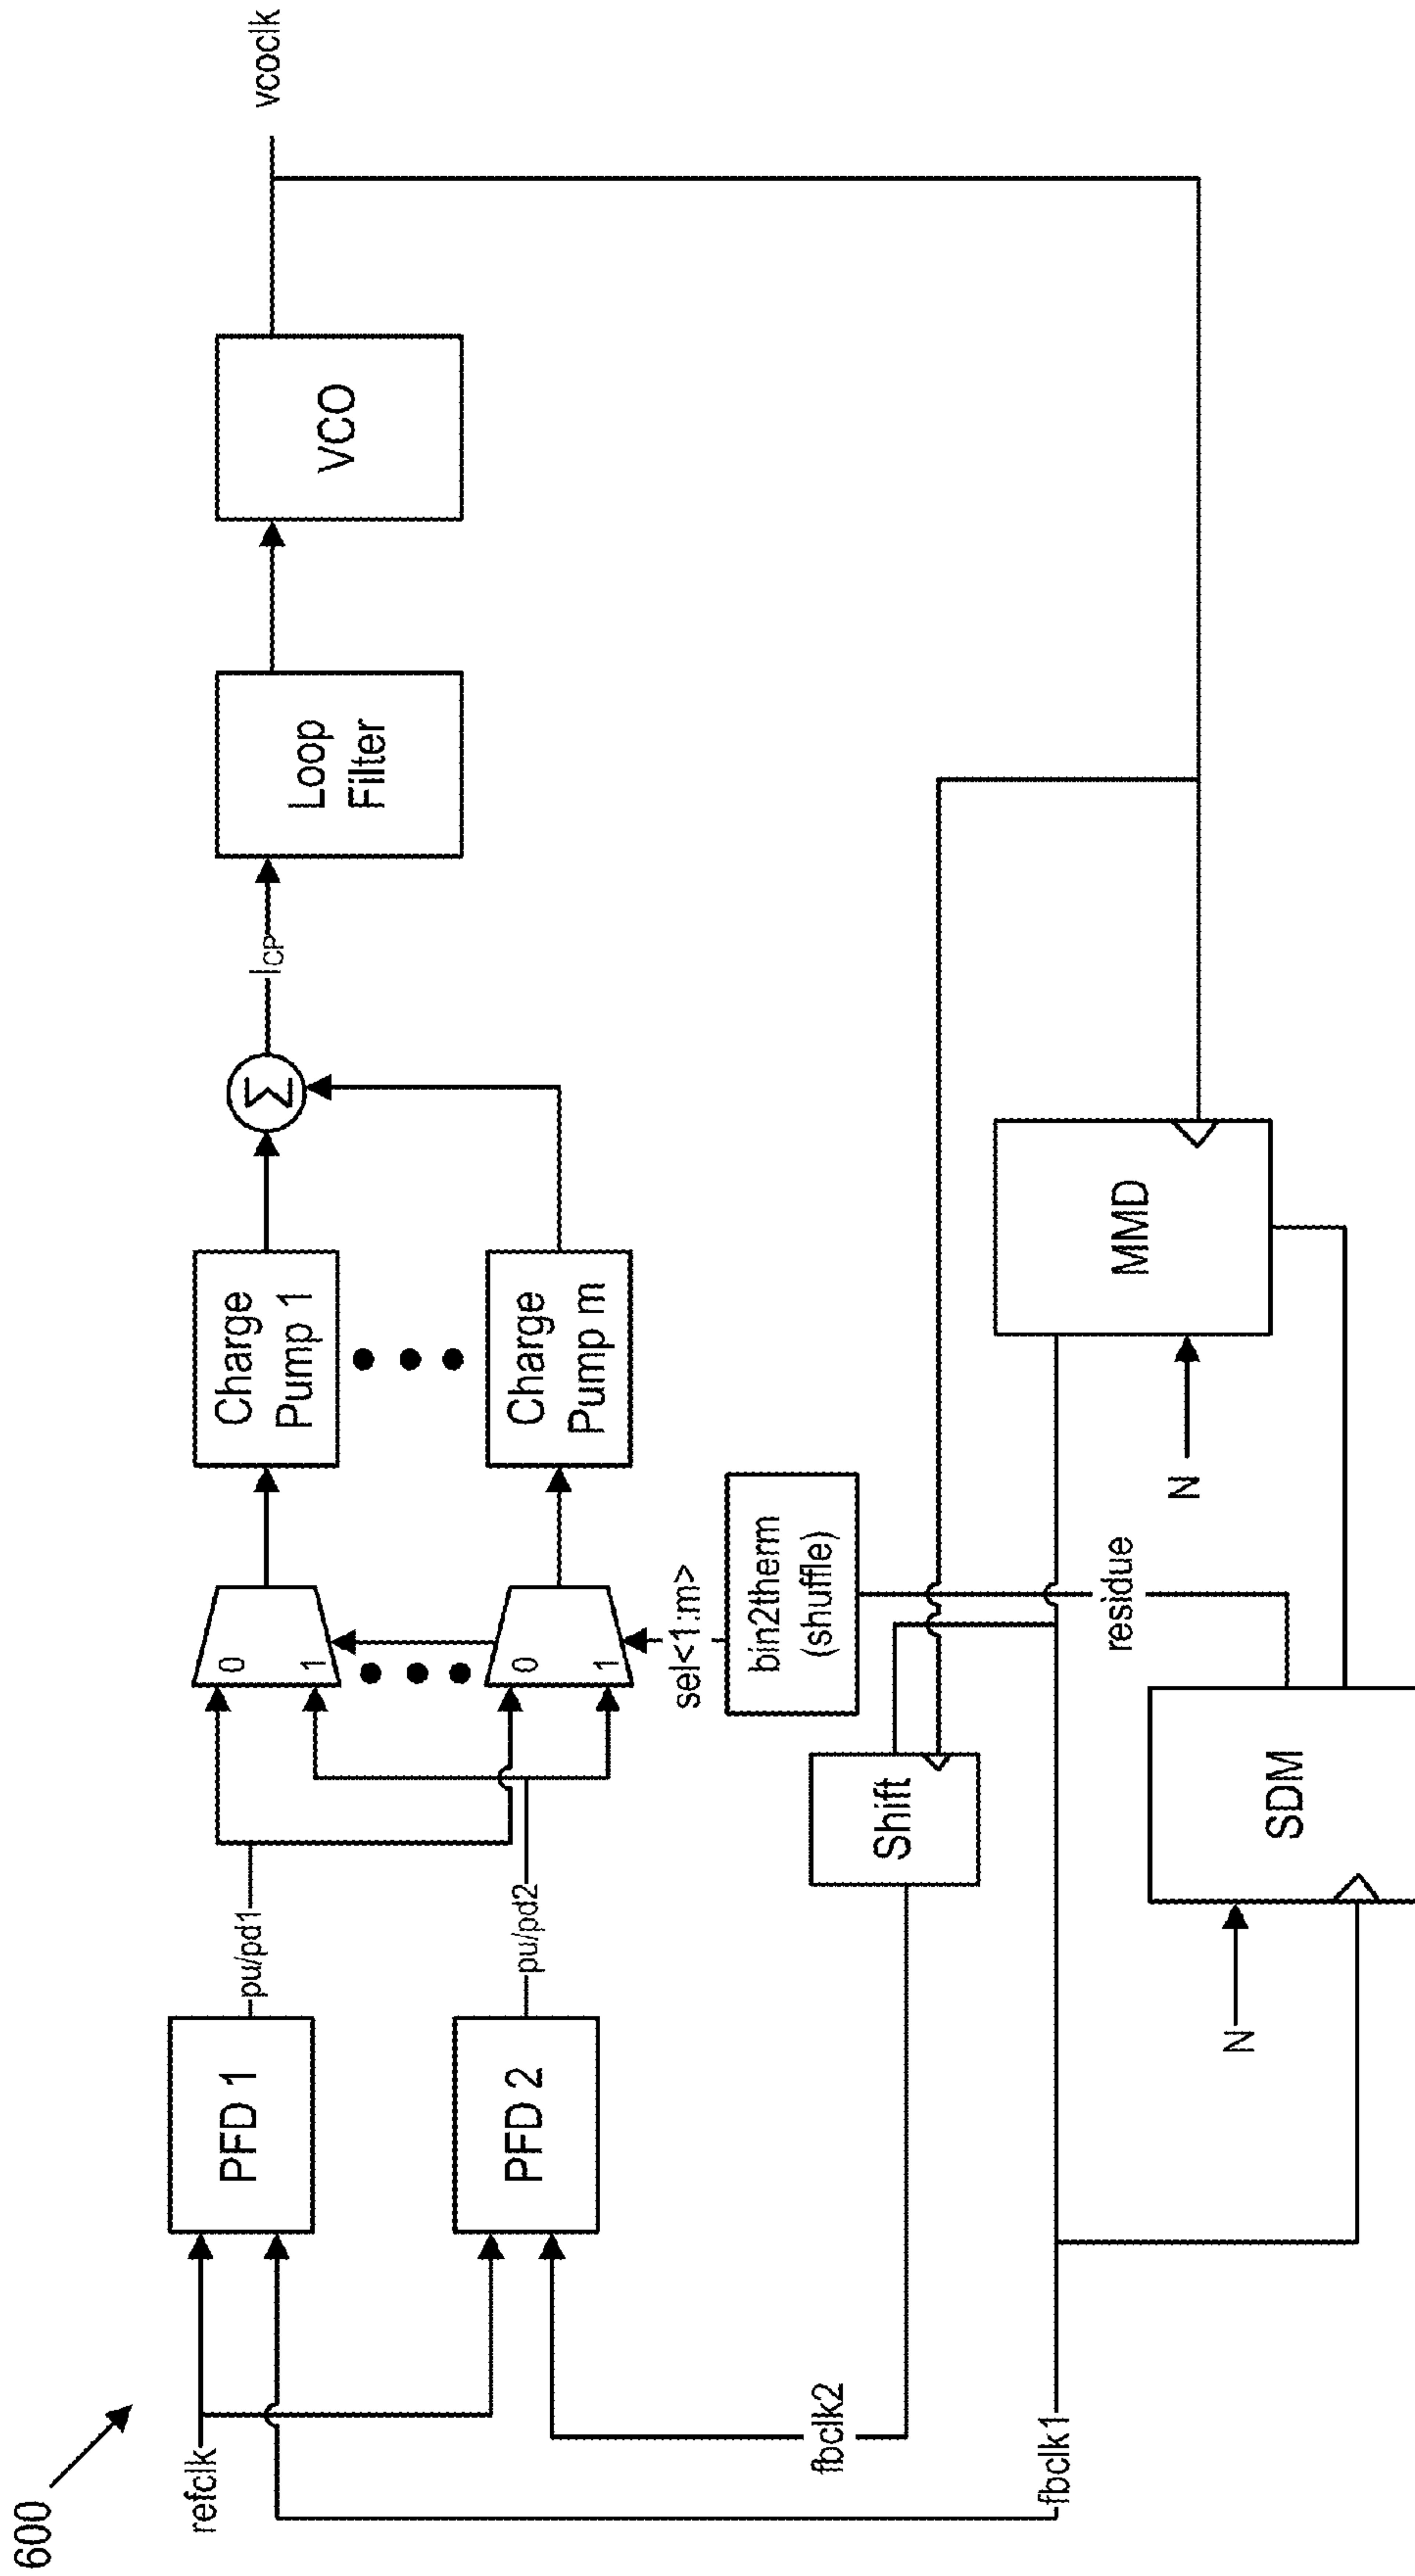 600
refclk
PFD 1
pu/pd1
0
1
Charge
Pump 1
Σ
ICP
Loop
Filter
VCO
vcoclk
PFD 2
pu/pd2
0
1
Charge
Pump m
sel<1:m>
bin2therm
(shuffle)
fbclk2
Shift
fbclk1
residue
N
MMD
N
SDM